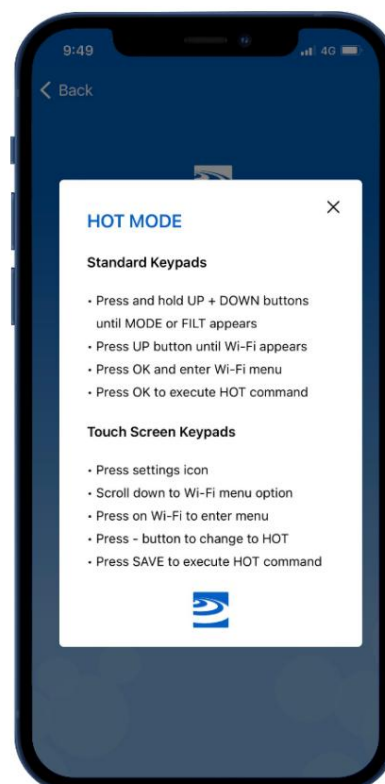 9:49
4G
Back
HOT MODE
Standard Keypads
• Press and hold UP + DOWN buttons
until MODE or FILT appears
• Press UP button until Wi-Fi appears
• Press OK and enter Wi-Fi menu
• Press OK to execute HOT command
Touch Screen Keypads
• Press settings icon
• Scroll down to Wi-Fi menu option
• Press on Wi-Fi to enter menu
• Press - button to change to HOT
• Press SAVE to execute HOT command